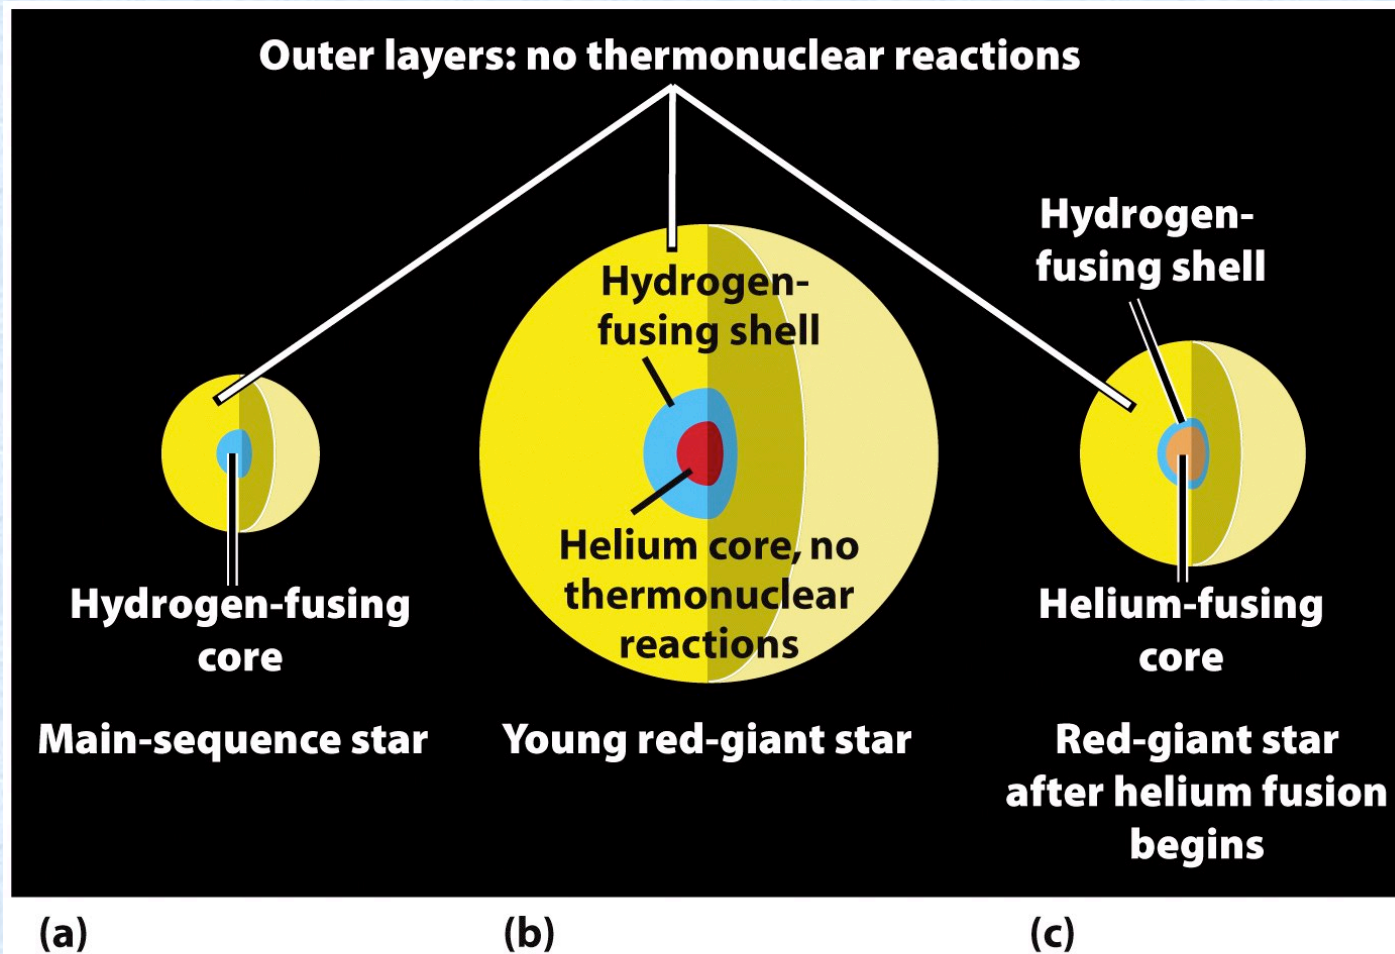 Outer layers: no thermonuclear reactions
Hydrogen-
fusing shell
Hydrogen-
fusing shell
Helium core, no
thermonuclear
reactions
Hydrogen-fusing
core
Helium-fusing
core
Main-sequence star
Young red-giant star
Red-giant star
after helium fusion
begins
(a)
(b)
(c)